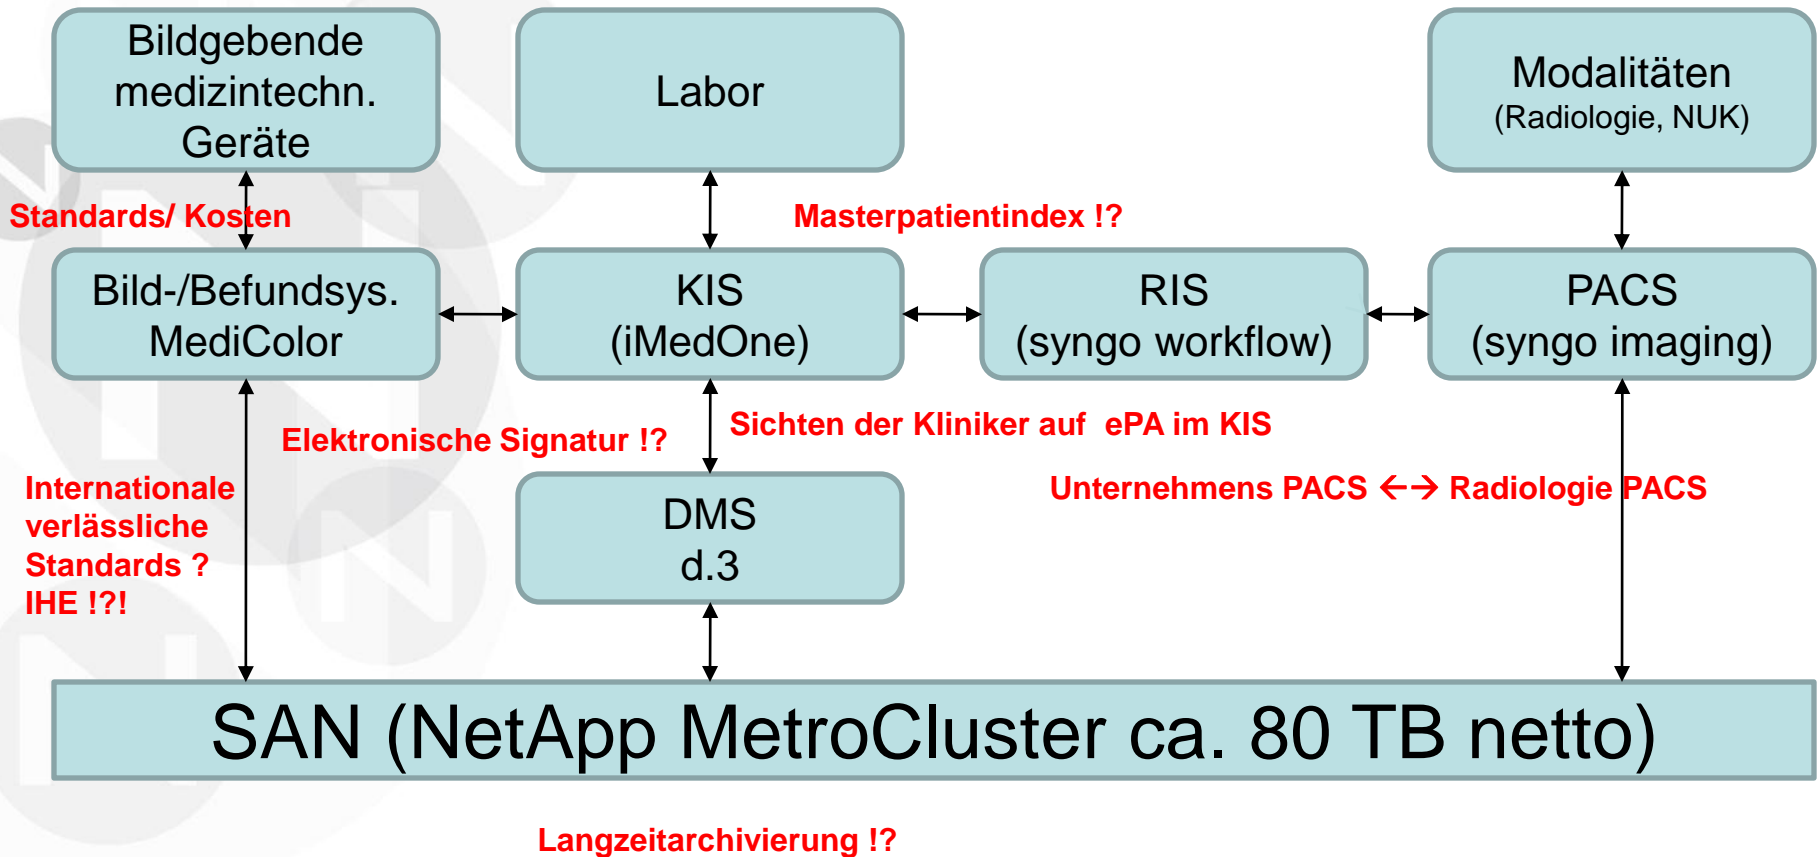 Bildgebende
medizintechn.
Geräte
Labor
Modalitäten
(Radiologie, NUK)
Standards/ Kosten
Masterpatientindex !?
Bild-/Befundsys.
MediColor
KIS
(iMedOne)
RIS
(syngo workflow)
PACS
(syngo imaging)
Elektronische Signatur !?
Sichten der Kliniker auf ePA im KIS
Internationale
verlässliche
Standards ?
IHE !?!
Unternehmens PACS ←→ Radiologie PACS
DMS
d.3
SAN (NetApp MetroCluster ca. 80 TB netto)
Langzeitarchivierung !?